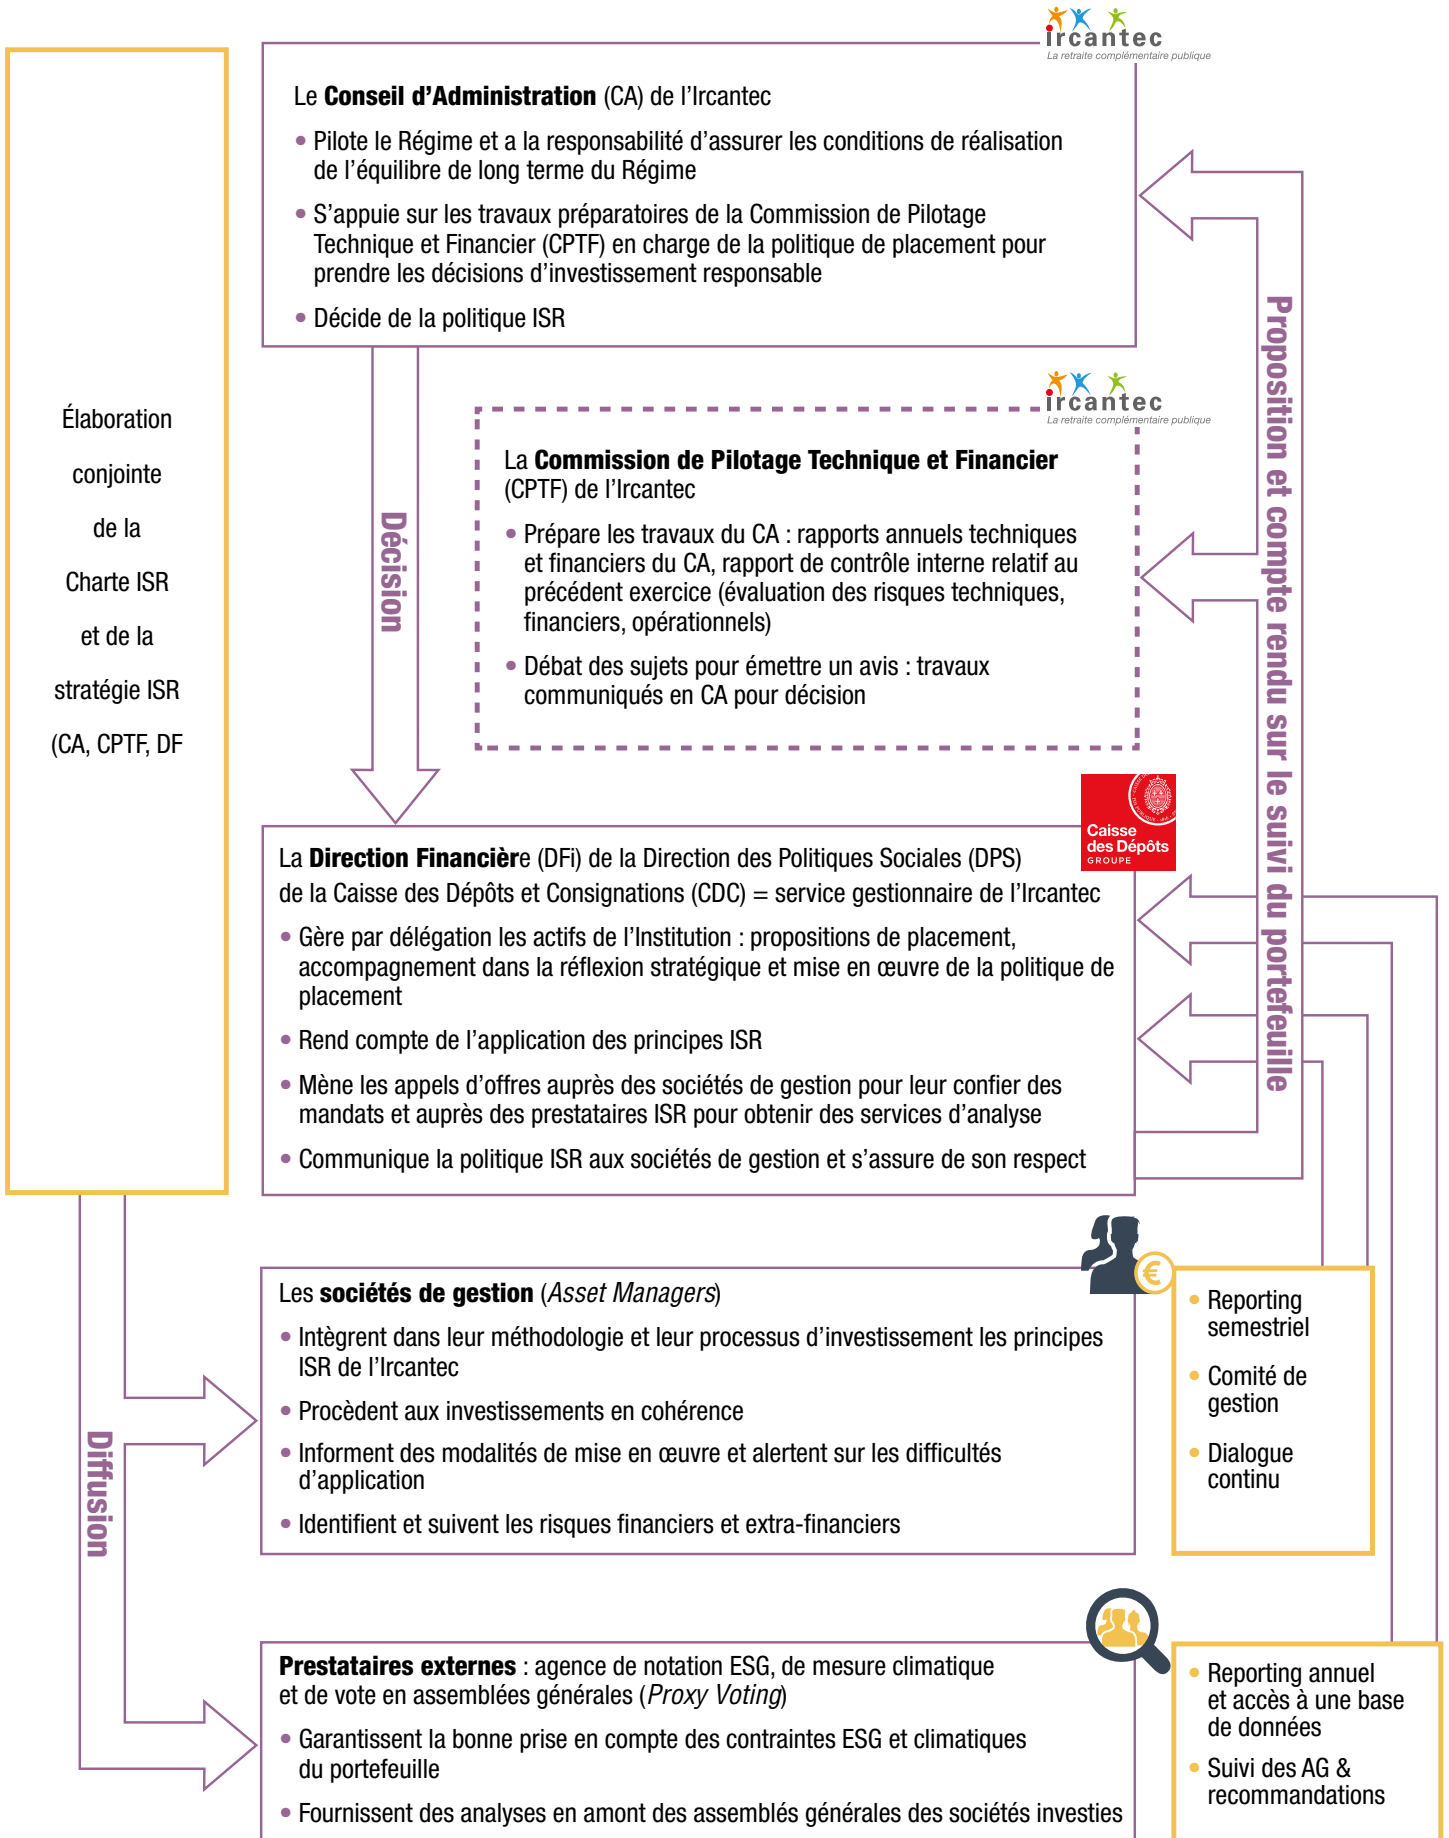 ircantec
La retraite complémentaire publique
Le Conseil d’Administration (CA) de l’Ircantec
• Pilote le Régime et a la responsabilité d’assurer les conditions de réalisation
de l’équilibre de long terme du Régime
• S’appuie sur les travaux préparatoires de la Commission de Pilotage
Technique et Financier (CPTF) en charge de la politique de placement pour
prendre les décisions d’investissement responsable
• Décide de la politique ISR
Élaboration
conjointe
de la
Charte ISR
et de la
stratégie ISR
(CA, CPTF, DF
Décision
ircantec
La retraite complémentaire publique
La Commission de Pilotage Technique et Financier
(CPTF) de l’Ircantec
• Prépare les travaux du CA : rapports annuels techniques
et financiers du CA, rapport de contrôle interne relatif au
précédent exercice (évaluation des risques techniques,
financiers, opérationnels)
• Débat des sujets pour émettre un avis : travaux
communiqués en CA pour décision
Proposition et compte rendu sur le suivi du portefeuille
Caisse
des Dépôts
GROUPE
La Direction Financière (DFi) de la Direction des Politiques Sociales (DPS)
de la Caisse des Dépôts et Consignations (CDC) = service gestionnaire de l’Ircantec
• Gère par délégation les actifs de l’Institution : propositions de placement,
accompagnement dans la réflexion stratégique et mise en œuvre de la politique de
placement
• Rend compte de l’application des principes ISR
• Mène les appels d’offres auprès des sociétés de gestion pour leur confier des
mandats et auprès des prestataires ISR pour obtenir des services d’analyse
• Communique la politique ISR aux sociétés de gestion et s’assure de son respect
Diffusion
€
Les sociétés de gestion (Asset Managers)
• Intègrent dans leur méthodologie et leur processus d’investissement les principes
ISR de l’Ircantec
• Procèdent aux investissements en cohérence
• Informent des modalités de mise en œuvre et alertent sur les difficultés
d’application
• Identifient et suivent les risques financiers et extra-financiers
• Reporting
semestriel
• Comité de
gestion
• Dialogue
continu
Prestataires externes : agence de notation ESG, de mesure climatique
et de vote en assemblées générales (Proxy Voting)
• Garantissent la bonne prise en compte des contraintes ESG et climatiques
du portefeuille
• Fournissent des analyses en amont des assemblés générales des sociétés investies
• Reporting annuel
et accès à une base
de données
• Suivi des AG &
recommandations